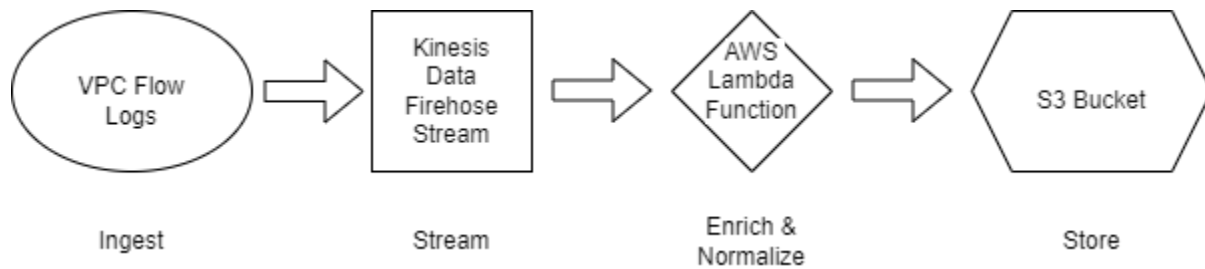 VPC Flow
Logs
Kinesis
Data
Firehose
Stream
AWS
Lambda
Function
S3 Bucket
Ingest
Stream
Enrich &
Normalize
Store